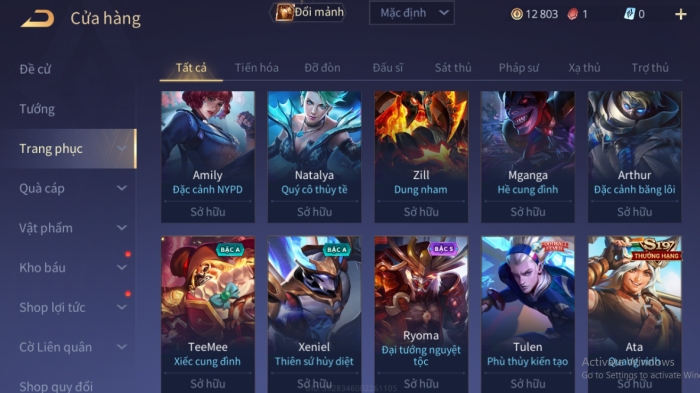 Cửa hàng
Đổi mảnh
Mặc định
12 803
1
0
Đề cử
Tướng
Trang phục
Quà cáp
Vật phẩm
Kho báu
Shop lợi tức
Cờ Liên quân
Shop quy đổi
Tất cả
Tiến hóa
Đỡ đòn
Đấu sĩ
Sát thủ
Pháp sư
Xạ thủ
Trợ thủ
Amily
Đặc cảnh NYPD
Sở hữu
Natalya
Quý cô thủy tề
Sở hữu
Zill
Dung nham
Sở hữu
Mganga
Hề cung đình
Sở hữu
Arthur
Đặc cảnh băng lôi
Sở hữu
BẬC A
TeeMee
Xiếc cung đình
Sở hữu
BẬC A
Xeniel
Thiên sứ hủy diệt
Sở hữu
BẬC S
Ryoma
Đại tướng nguyệt
tộc
Sở hữu
Tulen
Phù thủy kiến tạo
Sở hữu
S197
THƯỞNG HẠNG
Ata
Sở hữu
Activate Windows
Go to Settings to activate Win